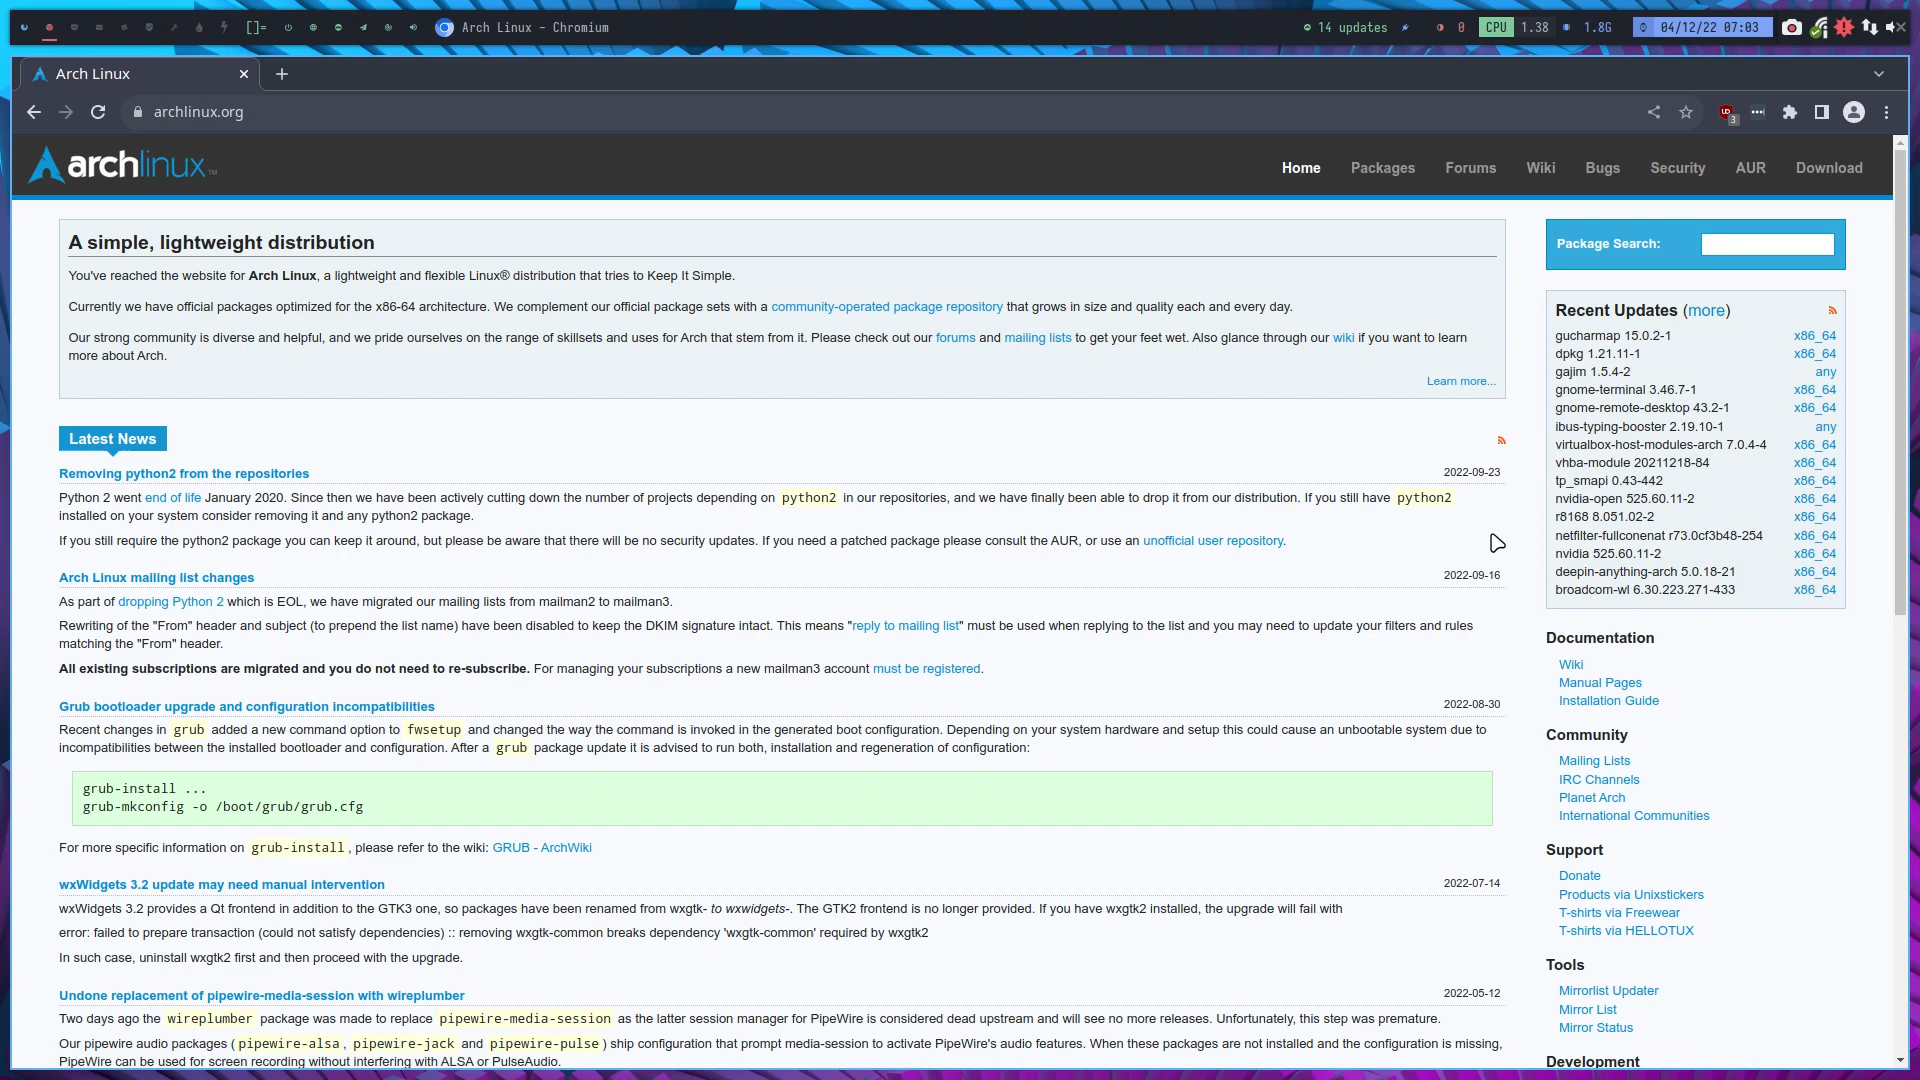 []=
Arch Linux - Chromium
14 updates
0
CPU 1.38
1.8G
04/12/22 07:03
Arch Linux
archlinux.org
3
archlinux™
Home Packages Forums Wiki Bugs Security AUR Download
A simple, lightweight distribution
You've reached the website for Arch Linux, a lightweight and flexible Linux® distribution that tries to Keep It Simple.
Currently we have official packages optimized for the x86-64 architecture. We complement our official package sets with a community-operated package repository that grows in size and quality each and every day.
Our strong community is diverse and helpful, and we pride ourselves on the range of skillsets and uses for Arch that stem from it. Please check out our forums and mailing lists to get your feet wet. Also glance through our wiki if you want to learn
more about Arch.
Learn more...
Latest News
Removing python2 from the repositories 2022-09-23
Python 2 went end of life January 2020. Since then we have been actively cutting down the number of projects depending on python2 in our repositories, and we have finally been able to drop it from our distribution. If you still have python2
installed on your system consider removing it and any python2 package.
If you still require the python2 package you can keep it around, but please be aware that there will be no security updates. If you need a patched package please consult the AUR, or use an unofficial user repository.
Arch Linux mailing list changes 2022-09-16
As part of dropping Python 2 which is EOL, we have migrated our mailing lists from mailman2 to mailman3.
Rewriting of the "From" header and subject (to prepend the list name) have been disabled to keep the DKIM signature intact. This means "reply to mailing list" must be used when replying to the list and you may need to update your filters and rules
matching the "From" header.
All existing subscriptions are migrated and you do not need to re-subscribe. For managing your subscriptions a new mailman3 account must be registered.
Grub bootloader upgrade and configuration incompatibilities 2022-08-30
Recent changes in grub added a new command option to fwsetup and changed the way the command is invoked in the generated boot configuration. Depending on your system hardware and setup this could cause an unbootable system due to
incompatibilities between the installed bootloader and configuration. After a grub package update it is advised to run both, installation and regeneration of configuration:
grub-install ...
grub-mkconfig -o /boot/grub/grub.cfg
For more specific information on grub-install, please refer to the wiki: GRUB - ArchWiki
wxWidgets 3.2 update may need manual intervention 2022-07-14
wxWidgets 3.2 provides a Qt frontend in addition to the GTK3 one, so packages have been renamed from wxgtk- to wxwidgets-. The GTK2 frontend is no longer provided. If you have wxgtk2 installed, the upgrade will fail with
error: failed to prepare transaction (could not satisfy dependencies) :: removing wxgtk-common breaks dependency 'wxgtk-common' required by wxgtk2
In such case, uninstall wxgtk2 first and then proceed with the upgrade.
Undone replacement of pipewire-media-session with wireplumber 2022-05-12
Two days ago the wireplumber package was made to replace pipewire-media-session as the latter session manager for PipeWire is considered dead upstream and will see no more releases. Unfortunately, this step was premature.
Our pipewire audio packages (pipewire-alsa, pipewire-jack and pipewire-pulse) ship configuration that prompt media-session to activate PipeWire's audio features. When these packages are not installed and the configuration is missing,
PipeWire can be used for screen recording without interfering with ALSA or PulseAudio.
Package Search:
Recent Updates (more)
gucharmap 15.0.2-1 x86_64
dpkg 1.21.11-1 x86_64
gajim 1.5.4-2 any
gnome-terminal 3.46.7-1 x86_64
gnome-remote-desktop 43.2-1 x86_64
ibus-typing-booster 2.19.10-1 any
virtualbox-host-modules-arch 7.0.4-4 x86_64
vhba-module 20211218-84 x86_64
tp_smapi 0.43-442 x86_64
nvidia-open 525.60.11-2 x86_64
r8168 8.051.02-2 x86_64
netfilter-fullconenat r73.0cf3b48-254 x86_64
nvidia 525.60.11-2 x86_64
deepin-anything-arch 5.0.18-21 x86_64
broadcom-wl 6.30.223.271-433 x86_64
Documentation
Wiki
Manual Pages
Installation Guide
Community
Mailing Lists
IRC Channels
Planet Arch
International Communities
Support
Donate
Products via Unixstickers
T-shirts via Freewear
T-shirts via HELLOTUX
Tools
Mirrorlist Updater
Mirror List
Mirror Status
Development